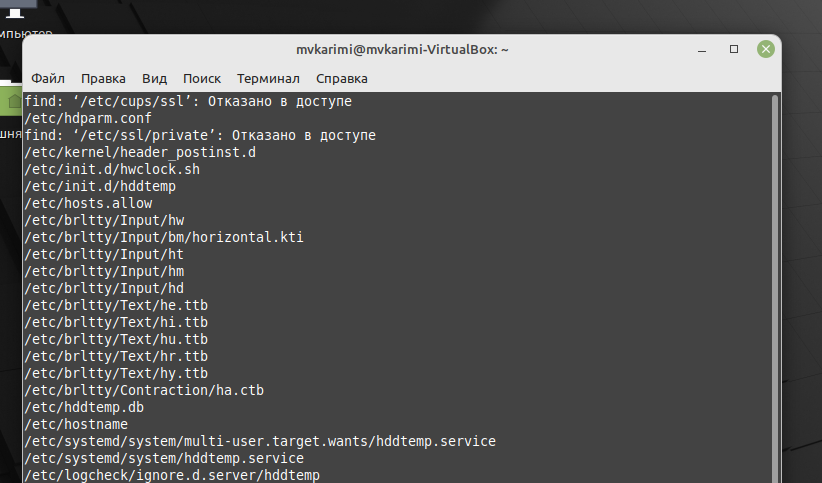 мпьютер
mvkarimi@mvkarimi-VirtualBox: ~
Файл Правка Вид Поиск Терминал Справка
find: ‘/etc/cups/ssl’: Отказано в доступе
/etc/hdparm.conf
find: ‘/etc/ssl/private’: Отказано в доступе
/etc/kernel/header_postinst.d
/etc/init.d/hwclock.sh
/etc/init.d/hddtemp
/etc/hosts.allow
/etc/brltty/Input/hw
/etc/brltty/Input/bm/horizontal.kti
/etc/brltty/Input/ht
/etc/brltty/Input/hm
/etc/brltty/Input/hd
/etc/brltty/Text/he.ttb
/etc/brltty/Text/hi.ttb
/etc/brltty/Text/hu.ttb
/etc/brltty/Text/hr.ttb
/etc/brltty/Text/hy.ttb
/etc/brltty/Contraction/ha.ctb
/etc/hddtemp.db
/etc/hostname
/etc/systemd/system/multi-user.target.wants/hddtemp.service
/etc/systemd/system/hddtemp.service
/etc/logcheck/ignore.d.server/hddtemp
шня